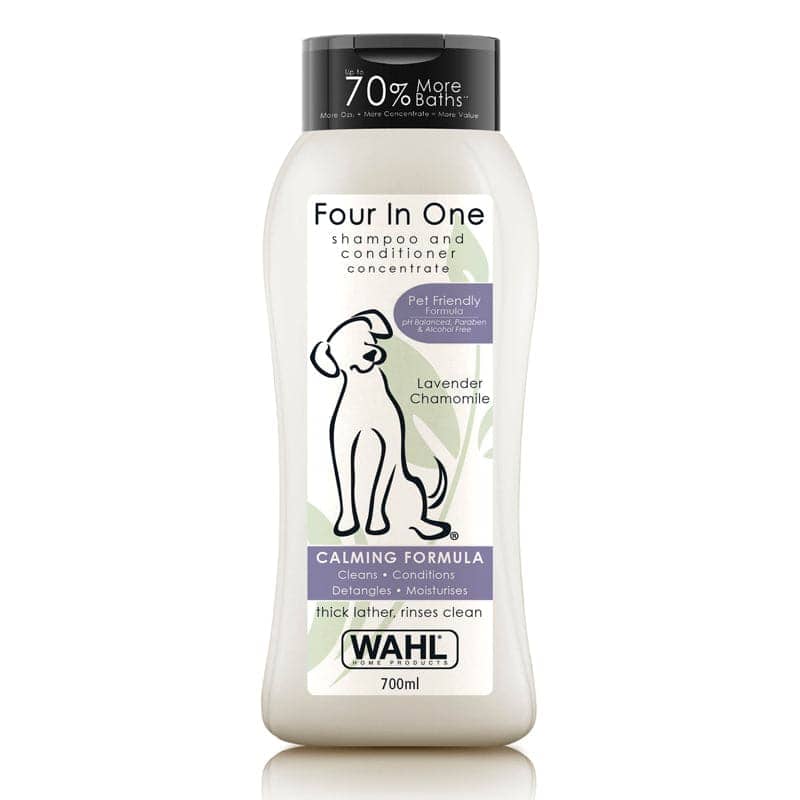 Up to
70% More
Baths**
More Ozs. + More Concentrate = More Value
Four In One
shampoo and
conditioner
concentrate
Pet Friendly
Formula
pH Balanced, Paraben
& Alcohol Free
Lavender
Chamomile
®
CALMING FORMULA
Cleans • Conditions
Detangles • Moisturises
thick lather, rinses clean
WAHL
HOME PRODUCTS
700ml